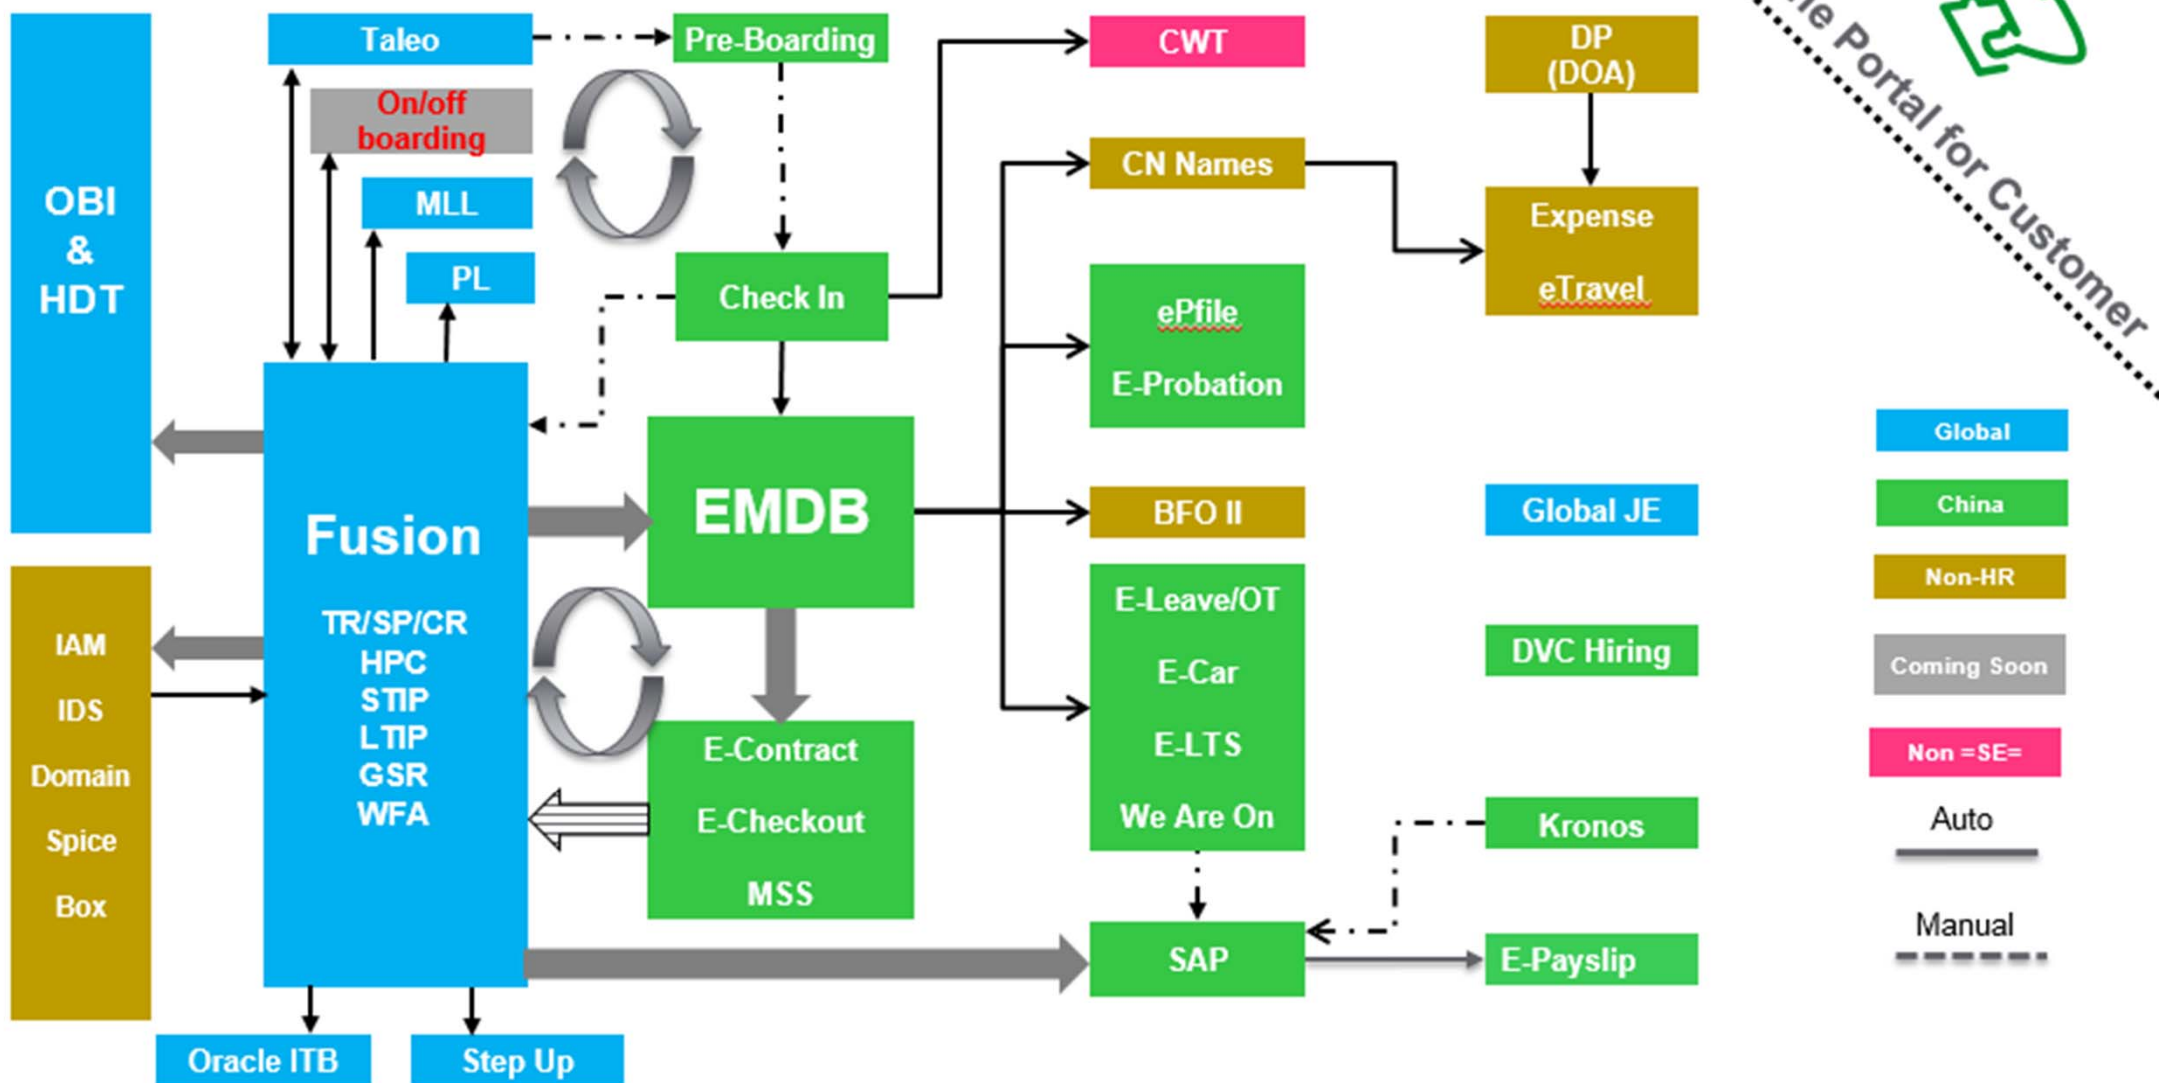 Taleo
Pre-Boarding
CWT
DP
(DOA)
On/off
boarding
OBI
&
HDT
MLL
PL
CN Names
Expense
eTravel
Check In
ePfile
E-Probation
Portal for Customer
Global
China
Non-HR
Coming Soon
Non =SE=
Auto
Manual
Fusion
TR/SP/CR
HPC
STIP
LTIP
GSR
WFA
EMDB
BFO II
Global JE
IAM
IDS
Domain
Spice
Box
E-Contract
E-Checkout
MSS
E-Leave/OT
E-Car
E-LTS
We Are On
DVC Hiring
Kronos
SAP
E-Payslip
Oracle ITB
Step Up